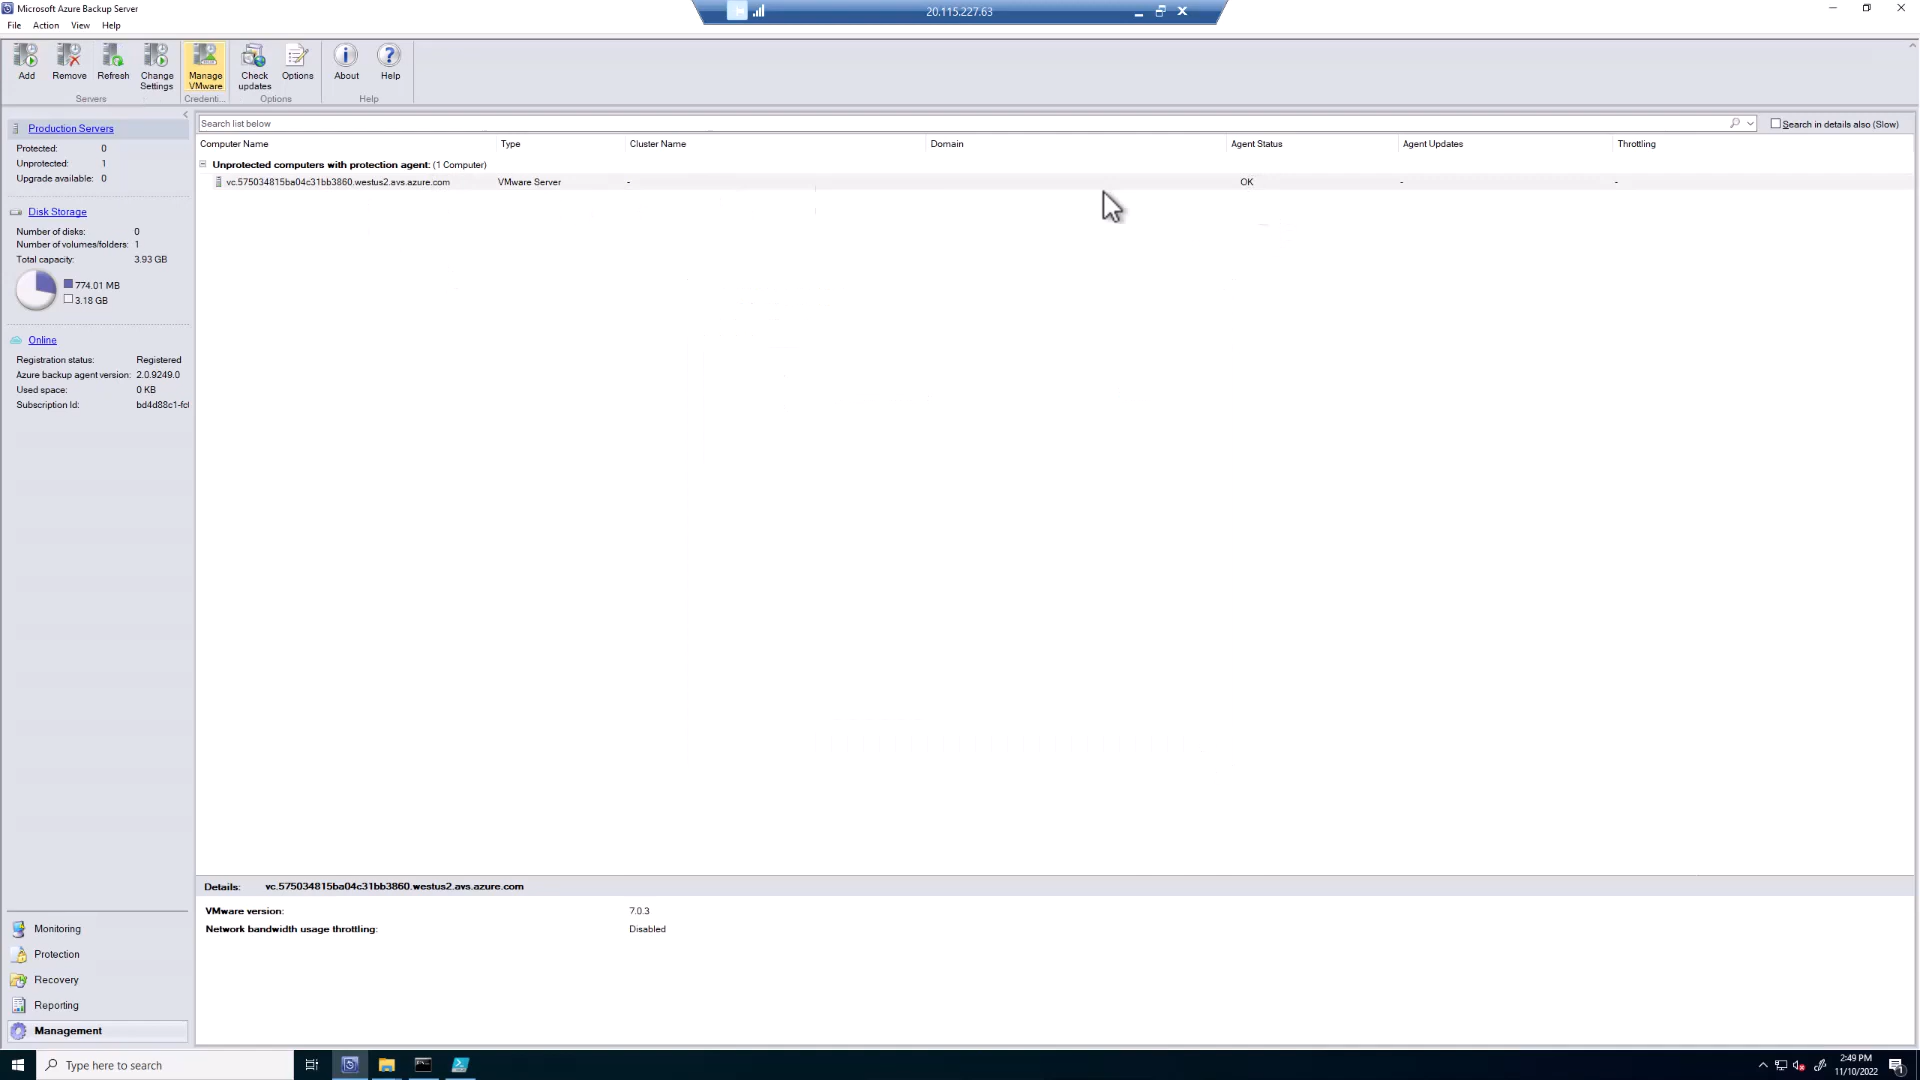 Microsoft Azure Backup Server
20.115.227.63
File Action View Help
Add Remove Refresh Change Settings Manage VMware Check updates Options About Help
Servers Credenti... Options Help
Production Servers
Protected: 0
Unprotected: 1
Upgrade available: 0
Disk Storage
Number of disks: 0
Number of volumes/folders: 1
Total capacity: 3.93 GB
774.01 MB
3.18 GB
Online
Registration status: Registered
Azure backup agent version: 2.0.9249.0
Used space: 0 KB
Subscription Id:
Search list below
Search in details also (Slow)
Computer Name Type Cluster Name Domain Agent Status Agent Updates Throttling
Unprotected computers with protection agent: (1 Computer)
vc.575034815ba04c31bb3860.westus2.avs.azure.com VMware Server - OK - -
Details: vc.575034815ba04c31bb3860.westus2.avs.azure.com
VMware version: 7.0.3
Network bandwidth usage throttling: Disabled
Monitoring
Protection
Recovery
Reporting
Management
Type here to search
2:49 PM
11/10/2022
1